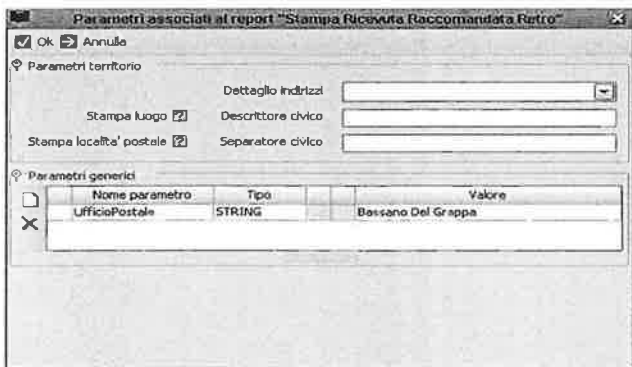 Parametri associati al report "Stampa Ricevuta Raccomandata Retro"
Ok Annulla
Parametri territorio
Dettaglio indirizzi
Stampa luogo ? Descrittore civico
Stampa localita' postale ? Separatore civico
Parametri generici
Nome parametro Tipo Valore
UfficioPostale STRING Bassano Del Grappa